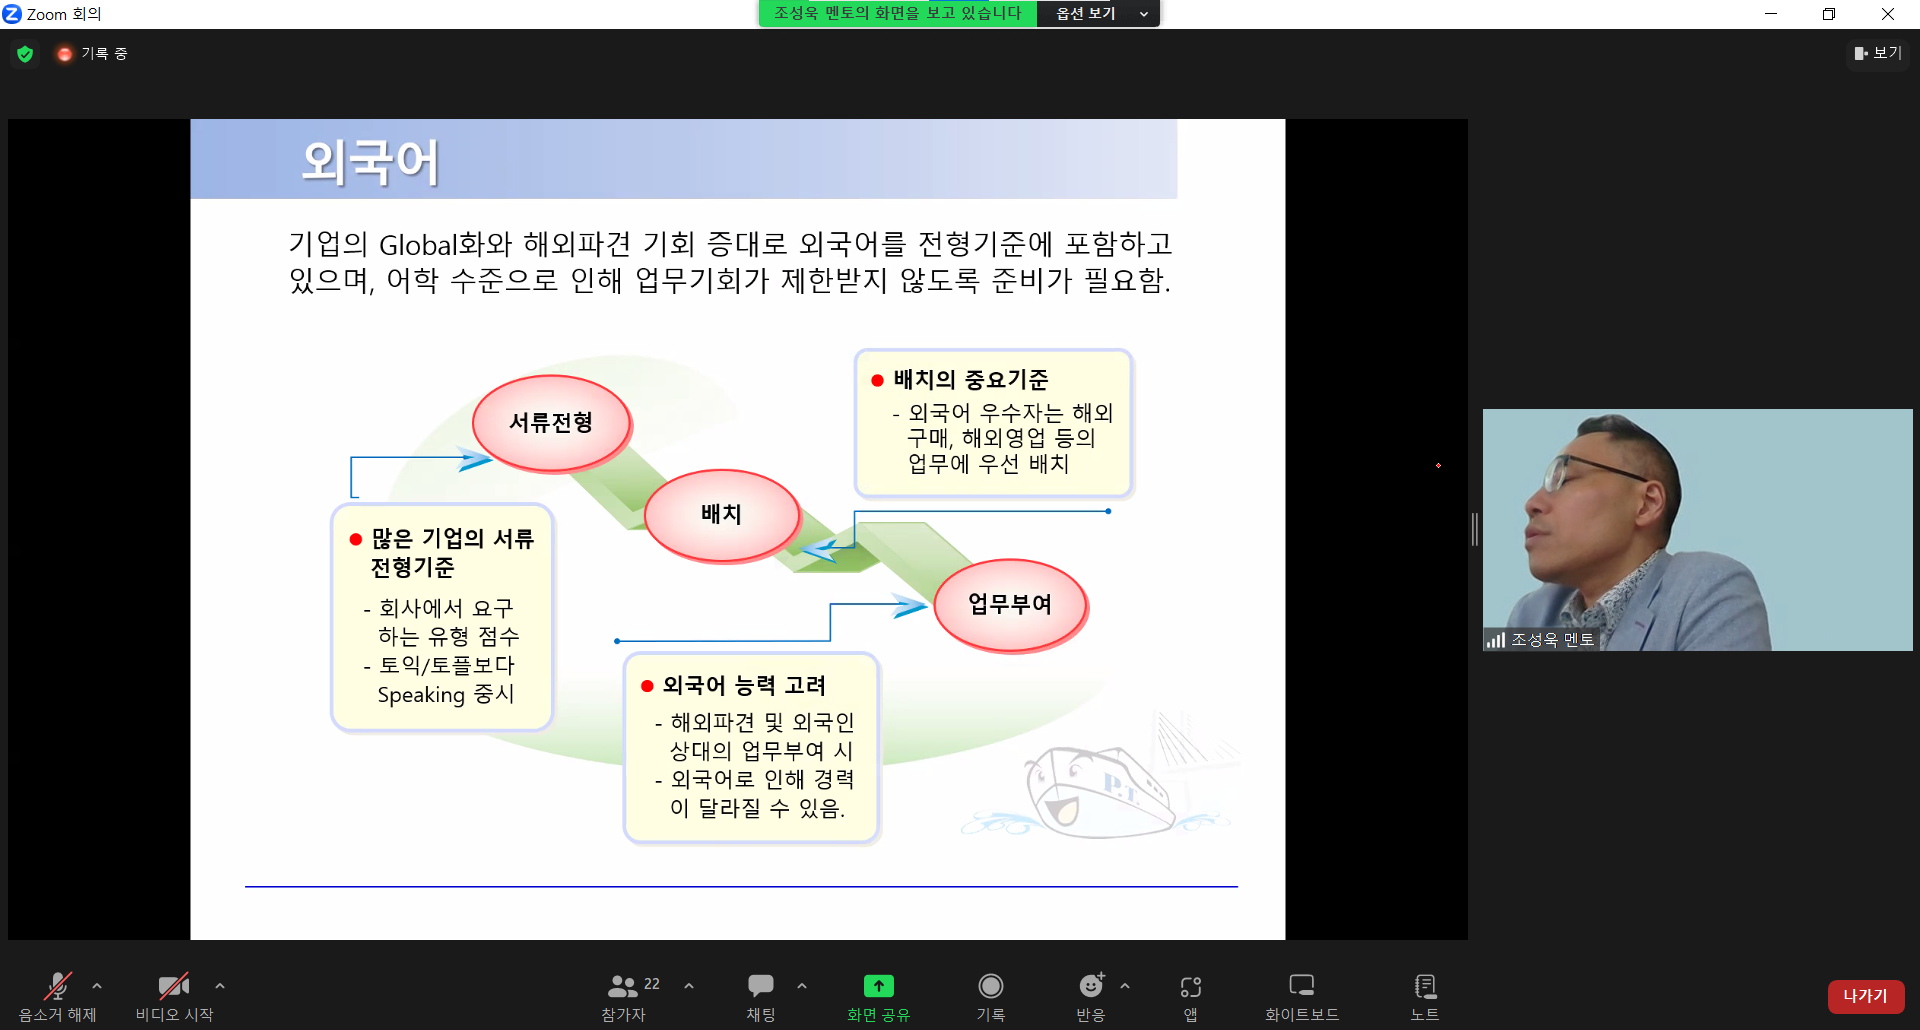 Zoom 회의
조성욱 멘토의 화면을 보고 있습니다
옵션 보기
기록 중
보기
외국어
기업의 Global화와 해외파견 기회 증대로 외국어를 전형기준에 포함하고
있으며, 어학 수준으로 인해 업무기회가 제한받지 않도록 준비가 필요함.
서류전형
배치
업무부여
배치의 중요기준
- 외국어 우수자는 해외
구매, 해외영업 등의
업무에 우선 배치
많은 기업의 서류
전형기준
- 회사에서 요구
하는 유형 점수
- 토익/토플보다
Speaking 중시
외국어 능력 고려
- 해외파견 및 외국인
상대의 업무부여 시
- 외국어로 인해 경력
이 달라질 수 있음.
P.T.
조성욱 멘토
음소거 해제
비디오 시작
22
참가자
채팅
화면 공유
기록
반응
앱
화이트보드
노트
나가기